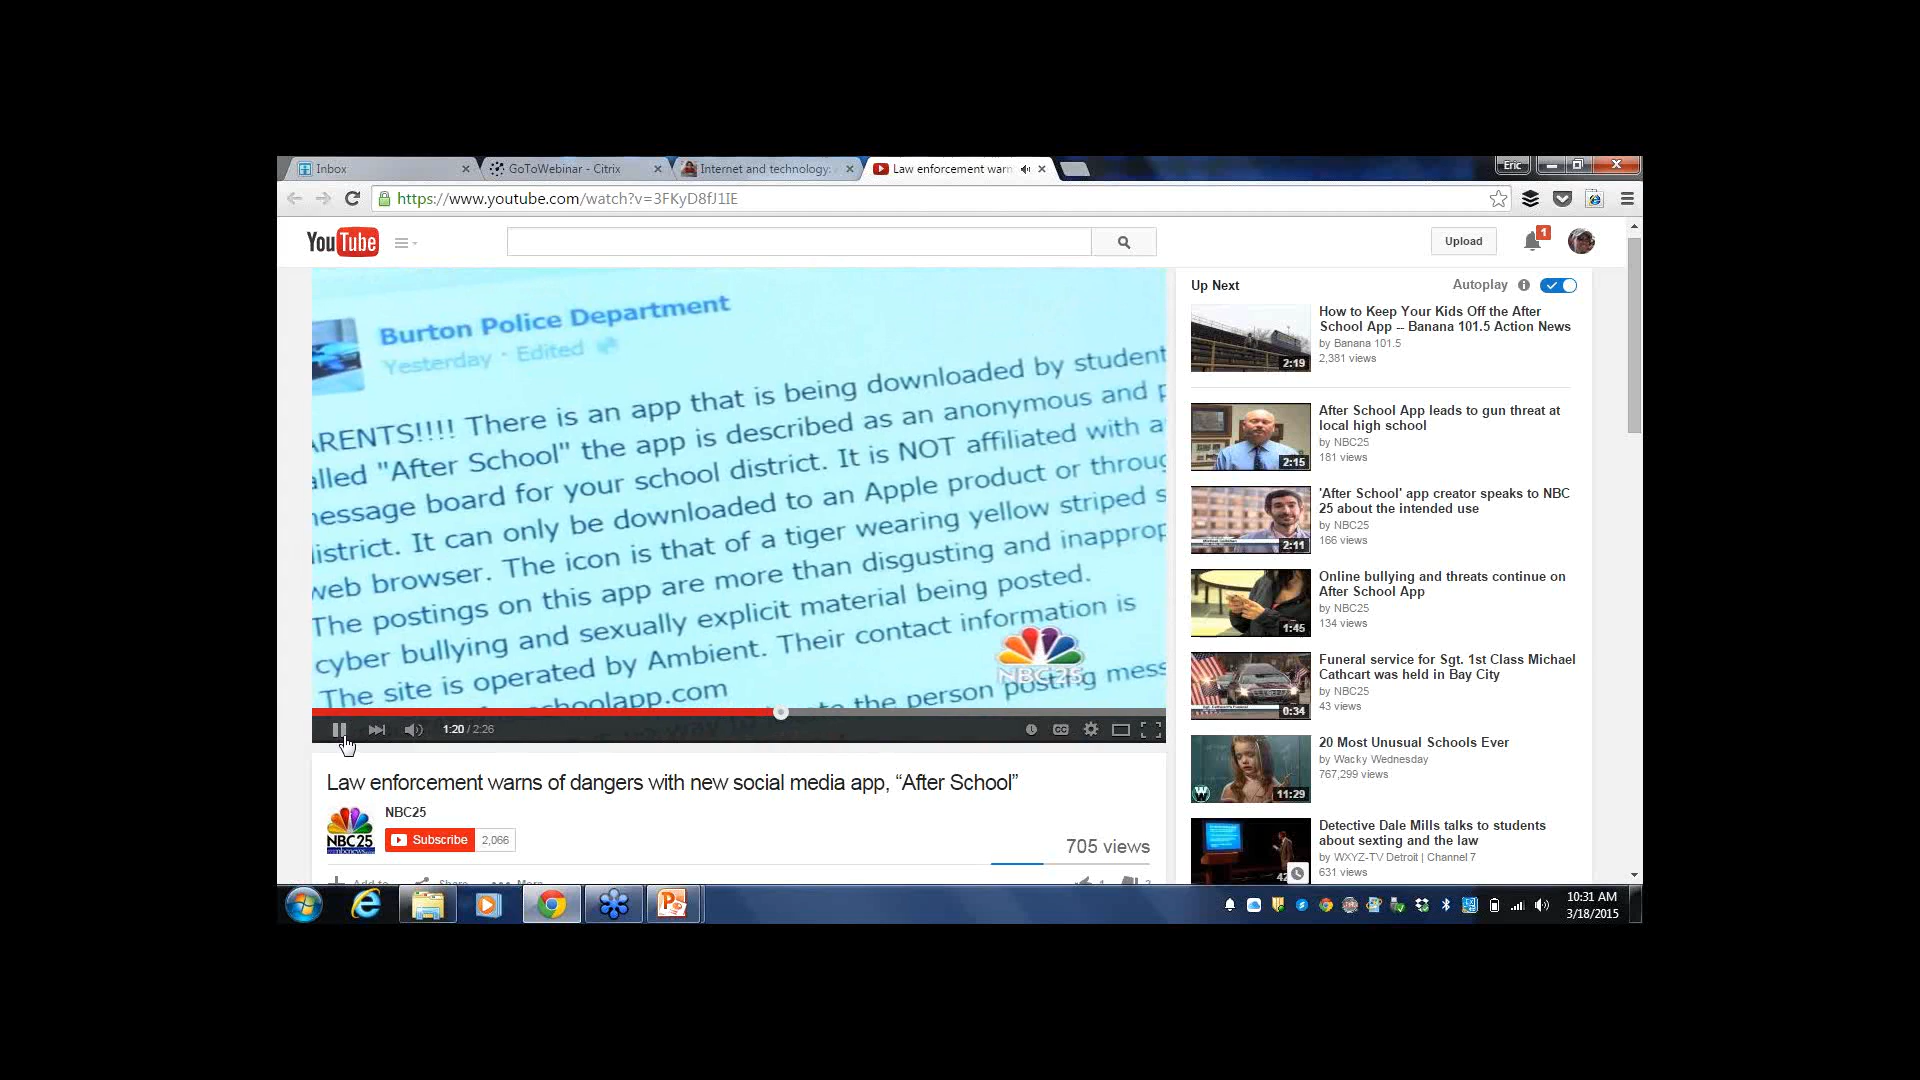 Inbox
GoToWebinar - Citrix
Internet and technology:
Law enforcement warn
Eric
https://www.youtube.com/watch?v=3FKyD8fJ1IE
YouTube
Upload
1
Burton Police Department
Yesterday · Edited
ARENTS!!!! There is an app that is being downloaded by student
alled "After School" the app is described as an anonymous and p
nessage board for your school district. It is NOT affiliated with a
istrict. It can only be downloaded to an Apple product or throug
web browser. The icon is that of a tiger wearing yellow striped s
The postings on this app are more than disgusting and inapprop
cyber bullying and sexually explicit material being posted.
The site is operated by Ambient. Their contact information is
schoolapp.com
the person posting mess
NBC25
1:20 / 2:26
CC
Law enforcement warns of dangers with new social media app, “After School”
NBC25
NBC25
Subscribe
2,066
705 views
Add to
Share
More
Up Next
Autoplay
How to Keep Your Kids Off the After
School App -- Banana 101.5 Action News
by Banana 101.5
2,381 views
2:19
After School App leads to gun threat at
local high school
by NBC25
181 views
2:15
'After School' app creator speaks to NBC
25 about the intended use
by NBC25
166 views
2:11
Online bullying and threats continue on
After School App
by NBC25
134 views
1:45
Funeral service for Sgt. 1st Class Michael
Cathcart was held in Bay City
by NBC25
43 views
0:34
20 Most Unusual Schools Ever
by Wacky Wednesday
767,299 views
11:29
Detective Dale Mills talks to students
about sexting and the law
by WXYZ-TV Detroit | Channel 7
631 views
10:31 AM
3/18/2015